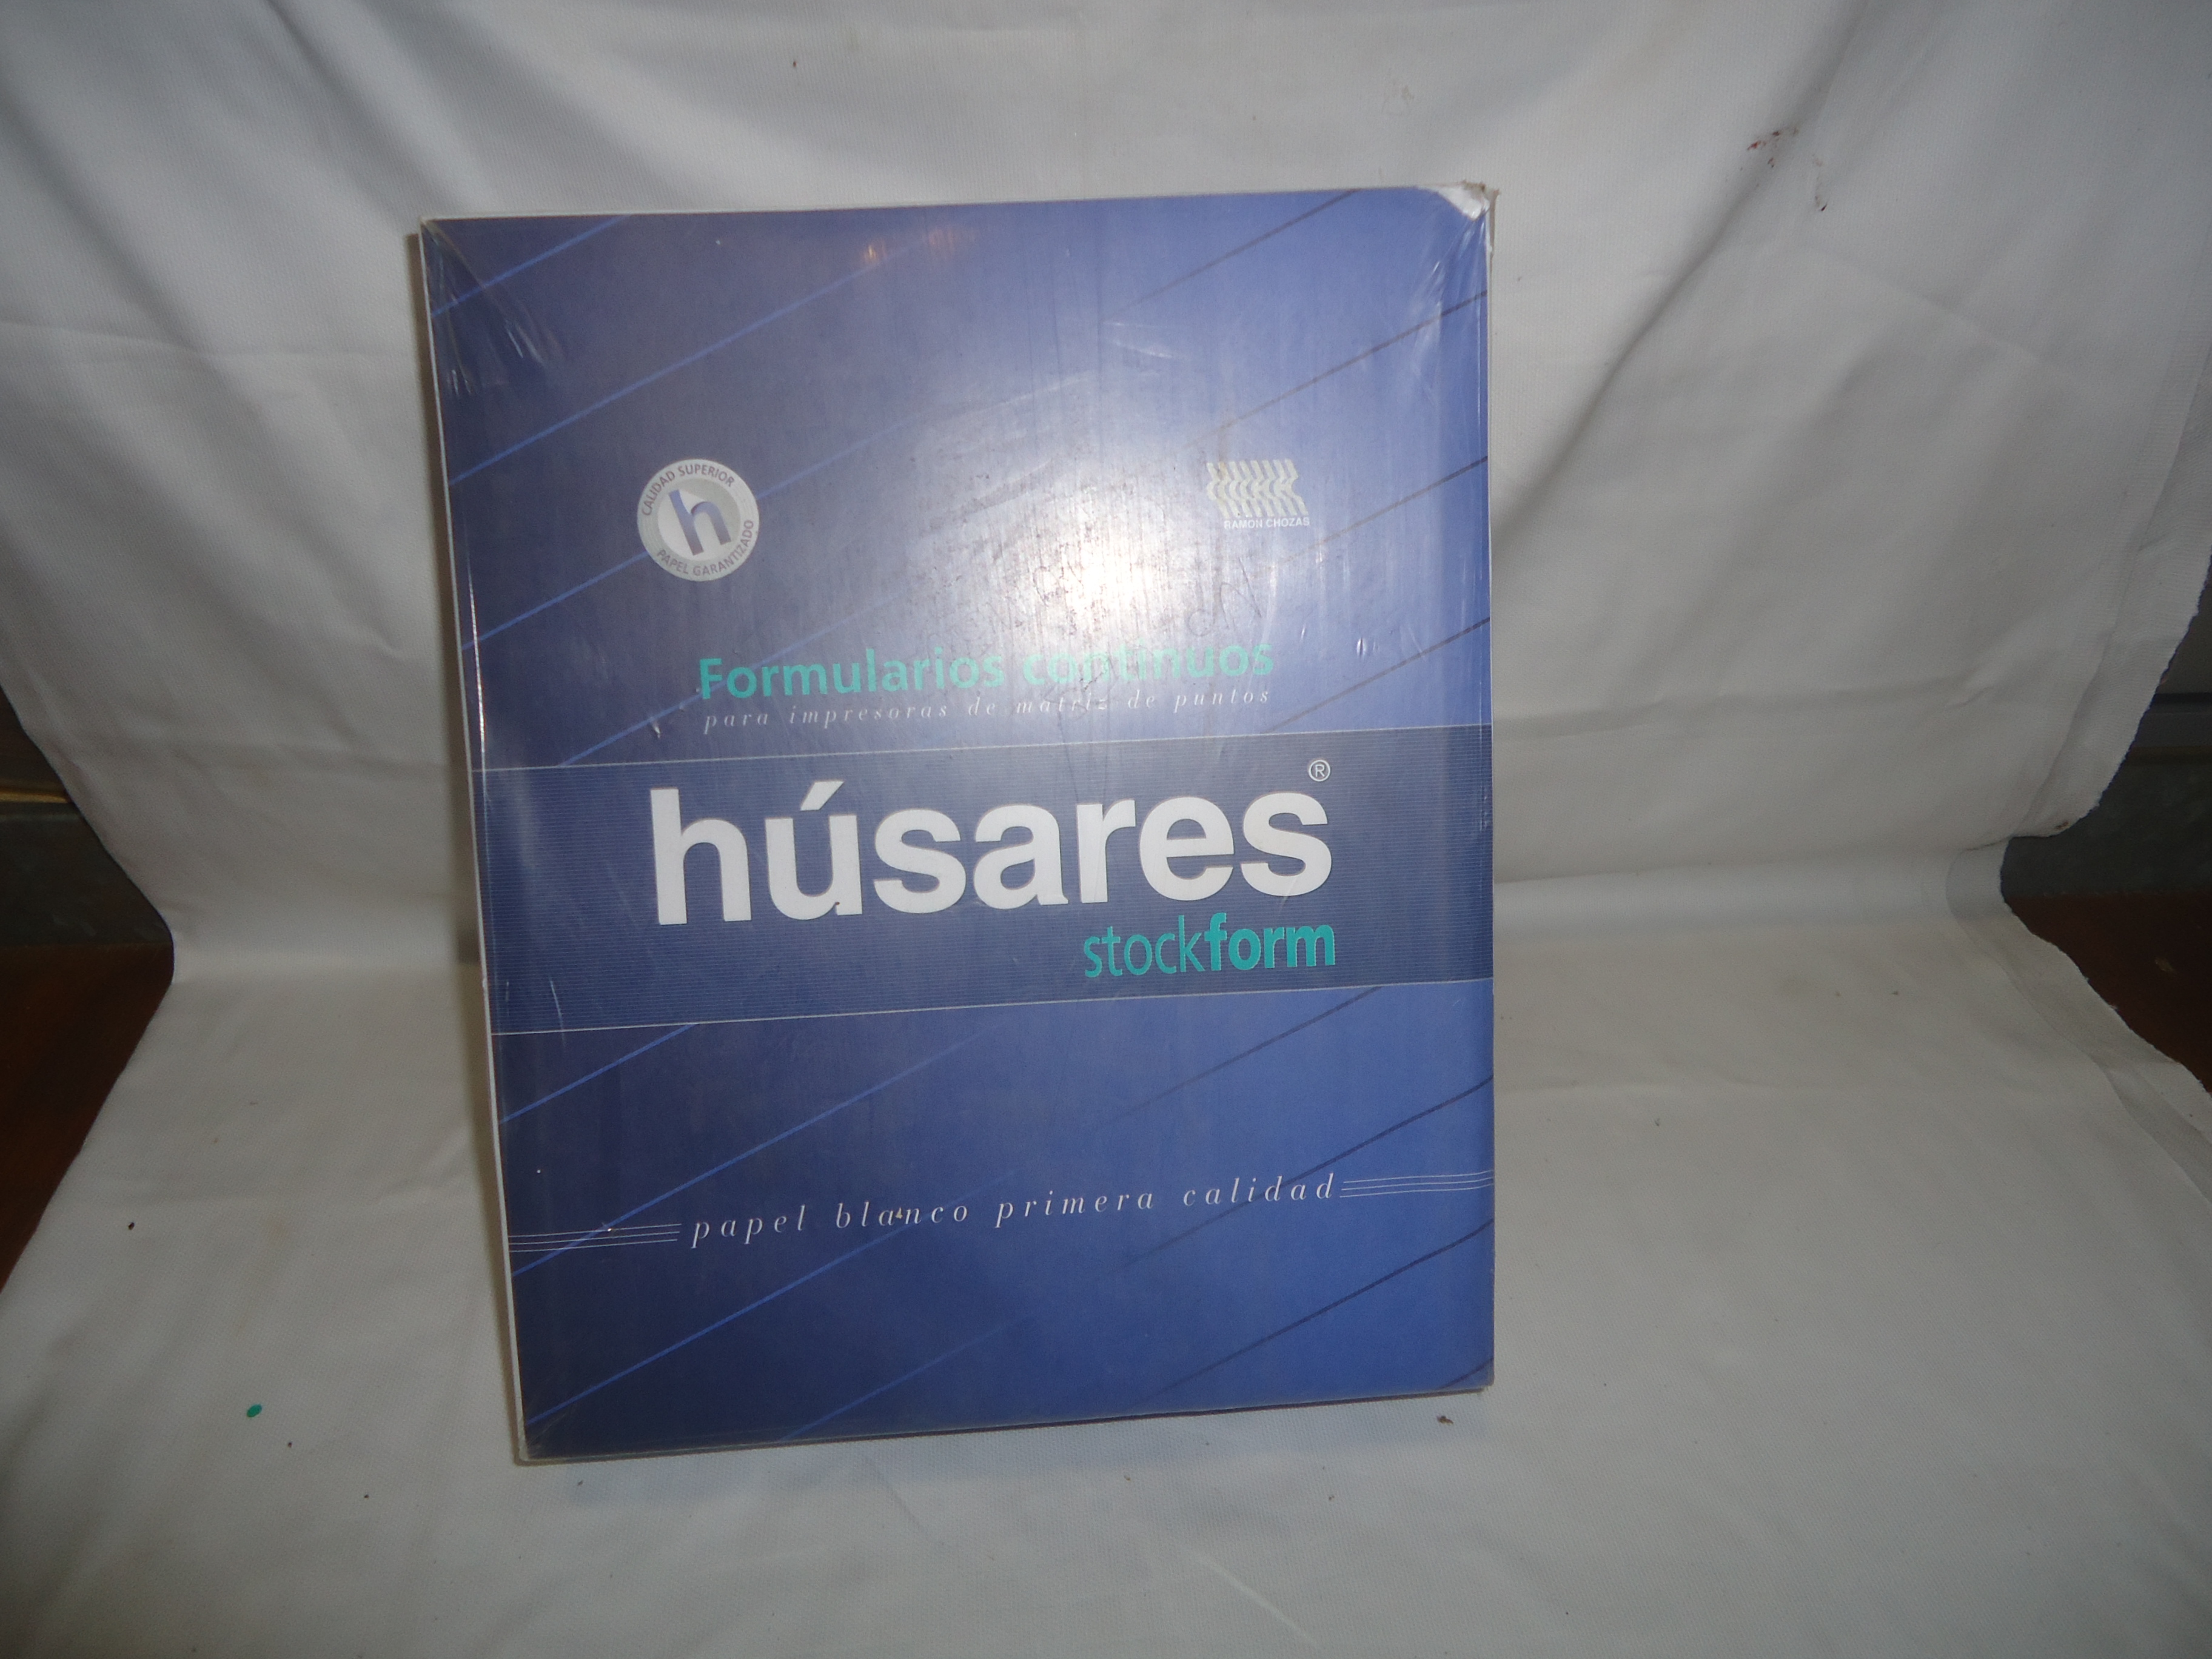 CALIDAD SUPERIOR
h
PAPEL GARANTIZADO
RAMÓN CHOZAS
Formularios continuos
para impresoras de matriz de puntos
húsares®
stockform
papel blanco primera calidad